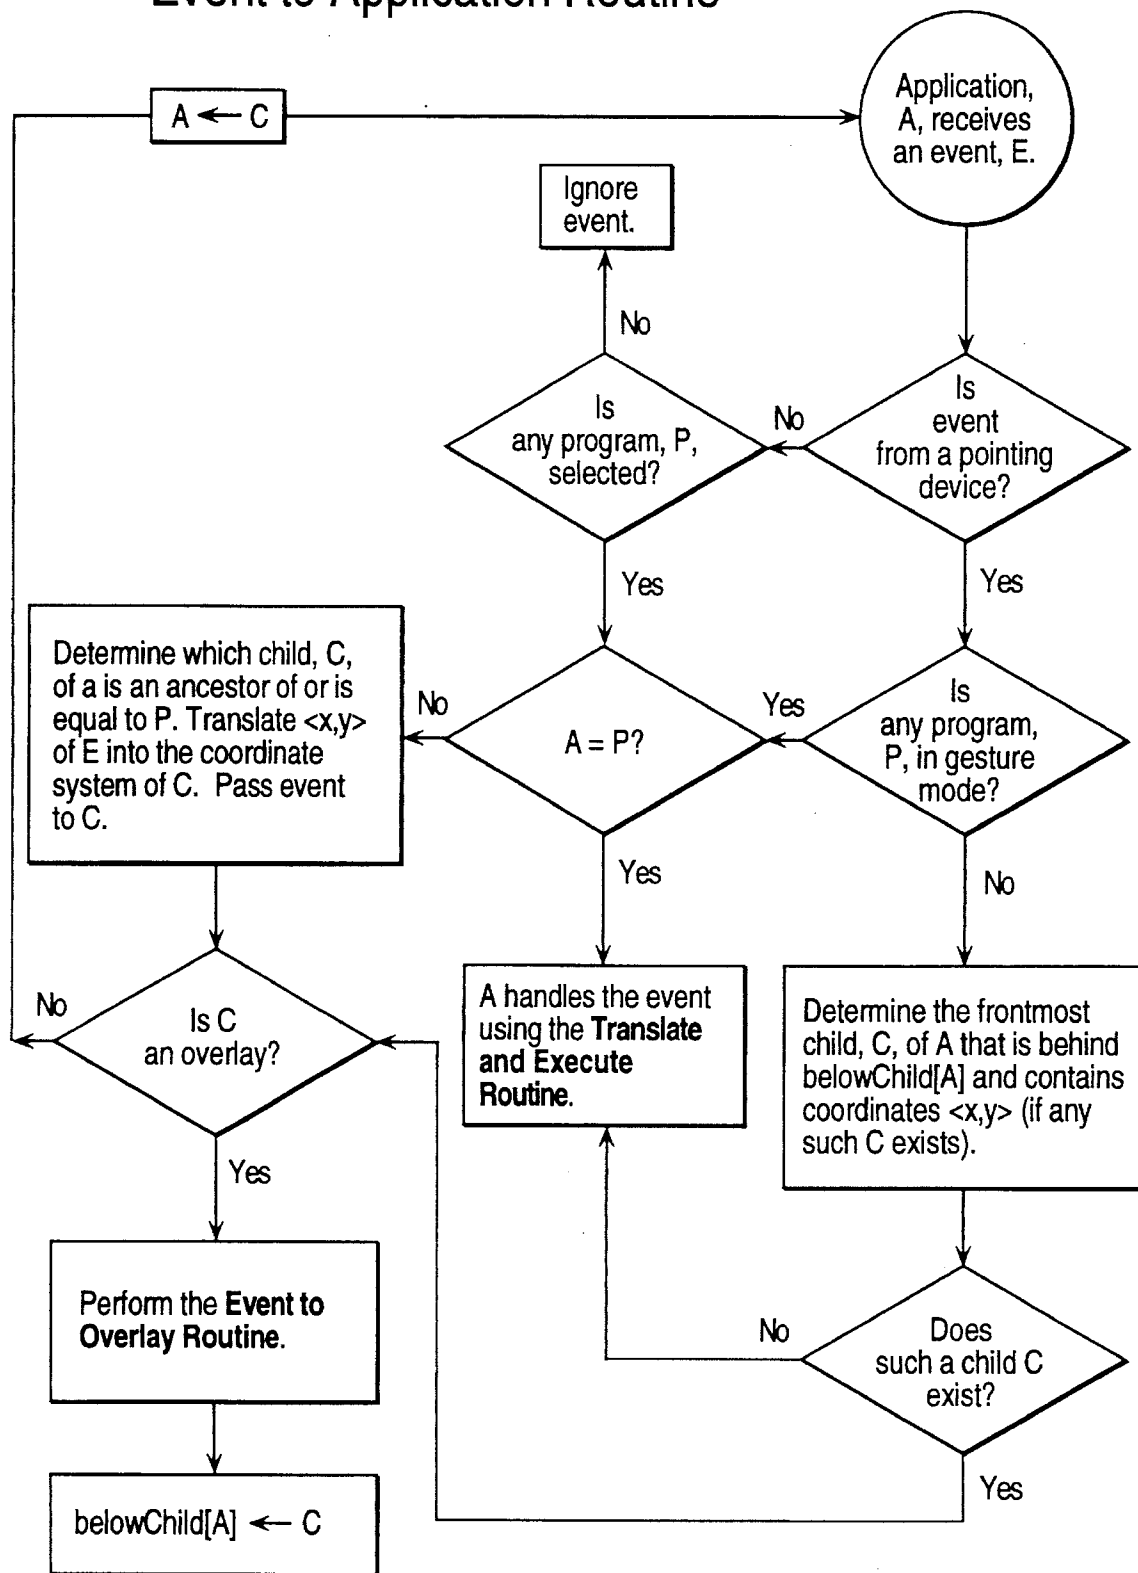 Event to Application Routine
A ← C
Application,
A, receives
an event, E.
Ignore
event.
No
Is
any program, P,
selected?
No
Is
event
from a pointing
device?
Yes
Yes
Determine which child, C,
of a is an ancestor of or is
equal to P. Translate <x,y>
of E into the coordinate
system of C. Pass event
to C.
No
A = P?
Yes
Is
any program,
P, in gesture
mode?
Yes
No
No
Is C
an overlay?
A handles the event
using the Translate
and Execute
Routine.
Determine the frontmost
child, C, of A that is behind
belowChild[A] and contains
coordinates <x,y> (if any
such C exists).
Yes
Perform the Event to
Overlay Routine.
No
Does
such a child C
exist?
Yes
belowChild[A] ← C